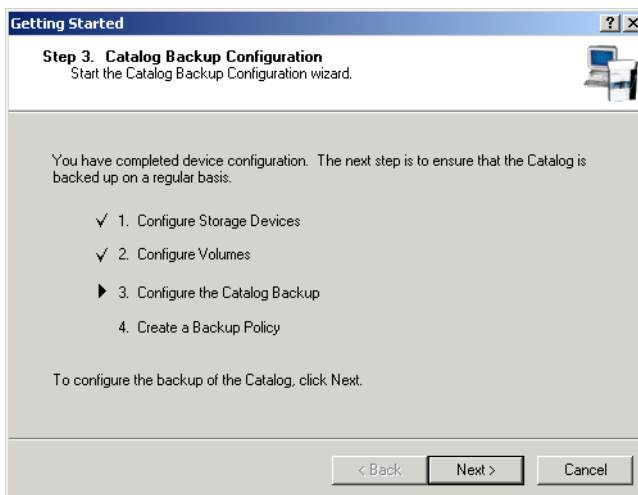 Getting Started
Step 3. Catalog Backup Configuration
Start the Catalog Backup Configuration wizard.
You have completed device configuration. The next step is to ensure that the Catalog is
backed up on a regular basis.
1. Configure Storage Devices
2. Configure Volumes
3. Configure the Catalog Backup
4. Create a Backup Policy
To configure the backup of the Catalog, click Next.
< Back
Next >
Cancel